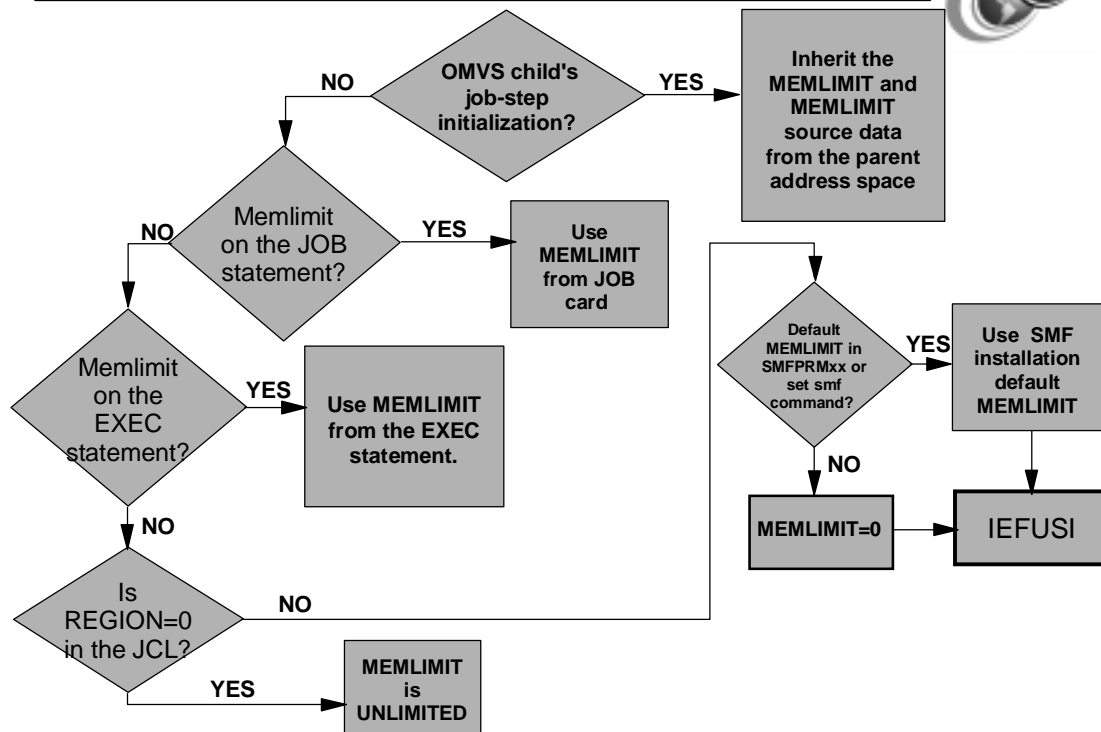 NO
OMVS child's
job-step
initialization?
YES
Inherit the
MEMLIMIT and
MEMLIMIT
source data
from the parent
address space
NO
Memlimit
on the JOB
statement?
YES
Use
MEMLIMIT
from JOB
card
Memlimit
on the
EXEC
statement?
YES
Use MEMLIMIT
from the EXEC
statement.
Default
MEMLIMIT in
SMFPRMxx or
set smf
command?
YES
Use SMF
installation
default
MEMLIMIT
NO
MEMLIMIT=0
IEFUSI
NO
Is
REGION=0
in the JCL?
NO
YES
MEMLIMIT
is
UNLIMITED